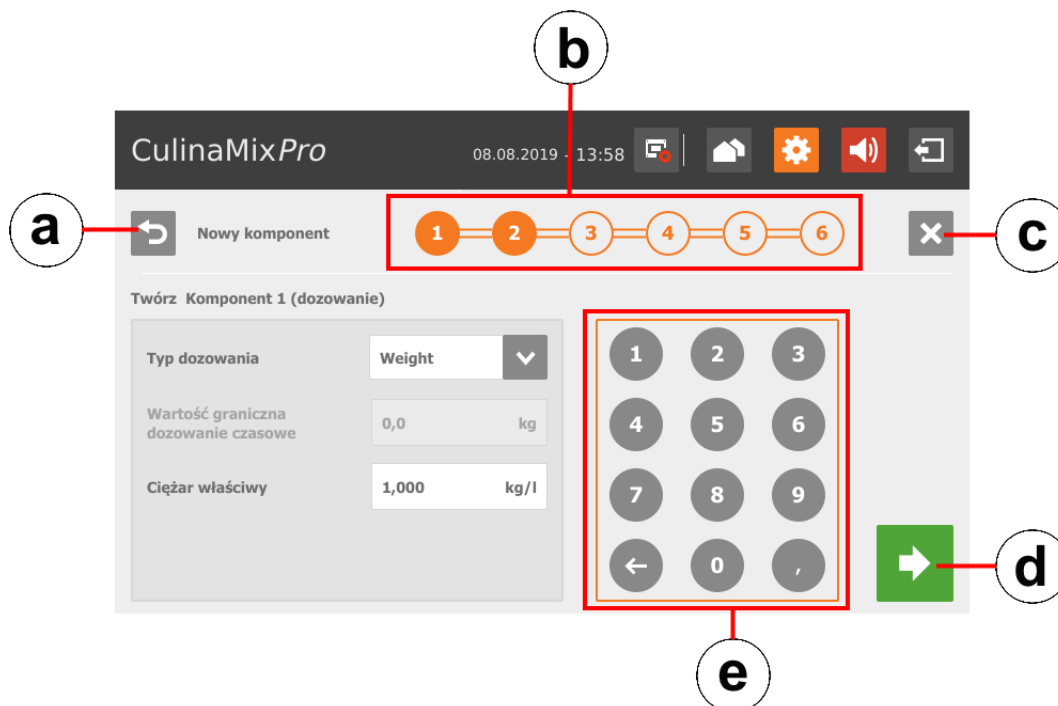 b
CulinaMixPro
08.08.2019 - 13:58
a
Nowy komponent
1 2 3 4 5 6
c
Twórz Komponent 1 (dozowanie)
Typ dozowania
Weight
Wartość graniczna
dozowanie czasowe
0,0 kg
Ciężar właściwy
1,000 kg/l
1 2 3
4 5 6
7 8 9
0 ,
d
e